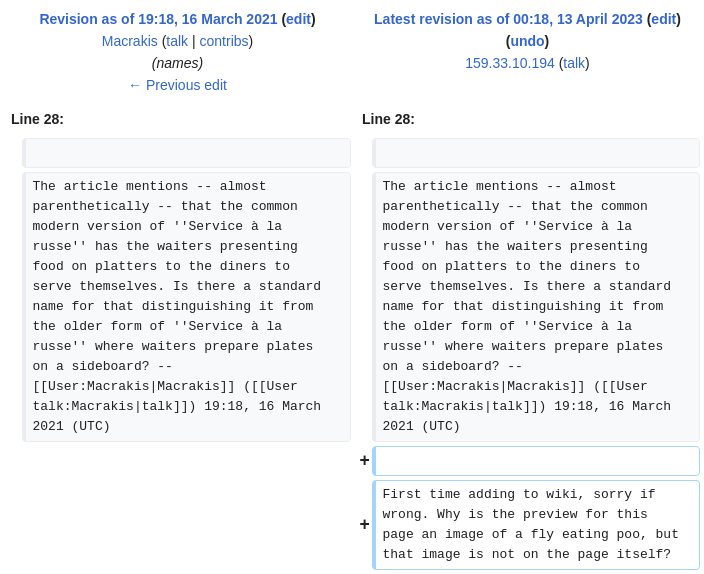 Revision as of 19:18, 16 March 2021 (edit)
Macrakis (talk | contribs)
(names)
← Previous edit
Latest revision as of 00:18, 13 April 2023 (edit)
(undo)
159.33.10.194 (talk)
Line 28:
Line 28:
The article mentions -- almost
parenthetically -- that the common
modern version of ''Service à la
russe'' has the waiters presenting
food on platters to the diners to
serve themselves. Is there a standard
name for that distinguishing it from
the older form of ''Service à la
russe'' where waiters prepare plates
on a sideboard? --
[[User:Macrakis|Macrakis]] ([[User
talk:Macrakis|talk]]) 19:18, 16 March
2021 (UTC)
The article mentions -- almost
parenthetically -- that the common
modern version of ''Service à la
russe'' has the waiters presenting
food on platters to the diners to
serve themselves. Is there a standard
name for that distinguishing it from
the older form of ''Service à la
russe'' where waiters prepare plates
on a sideboard? --
[[User:Macrakis|Macrakis]] ([[User
talk:Macrakis|talk]]) 19:18, 16 March
2021 (UTC)
+
+
First time adding to wiki, sorry if
wrong. Why is the preview for this
page an image of a fly eating poo, but
that image is not on the page itself?